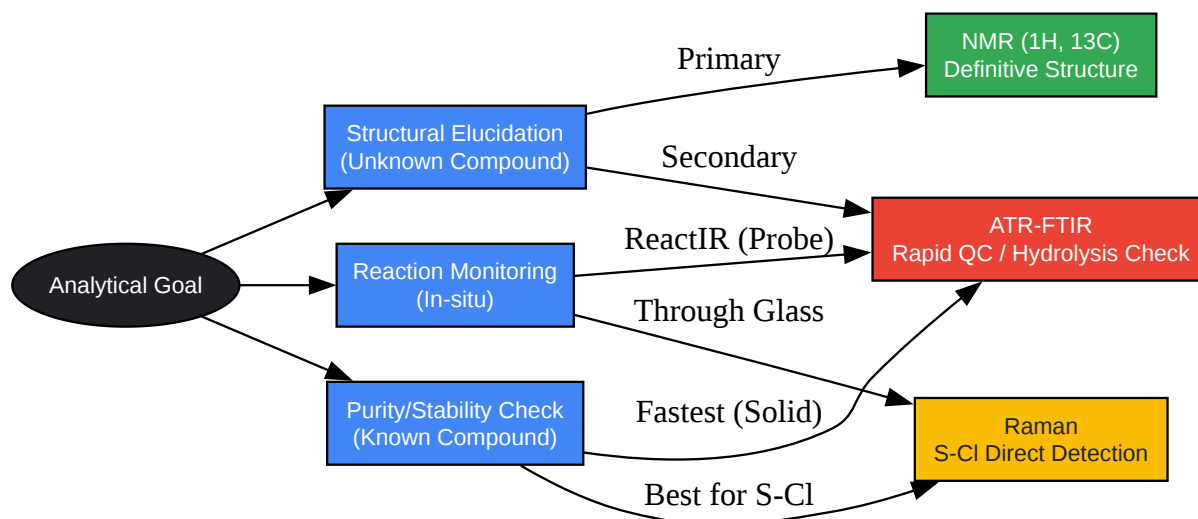 Analytical Goal
Structural Elucidation
(Unknown Compound)
Reaction Monitoring
(In-situ)
Purity/Stability Check
(Known Compound)
Primary
Secondary
ReactIR (Probe)
Through Glass
Fastest (Solid)
Best for S-Cl
NMR (1H, 13C)
Definitive Structure
ATR-FTIR
Rapid QC / Hydrolysis Check
Raman
S-Cl Direct Detection